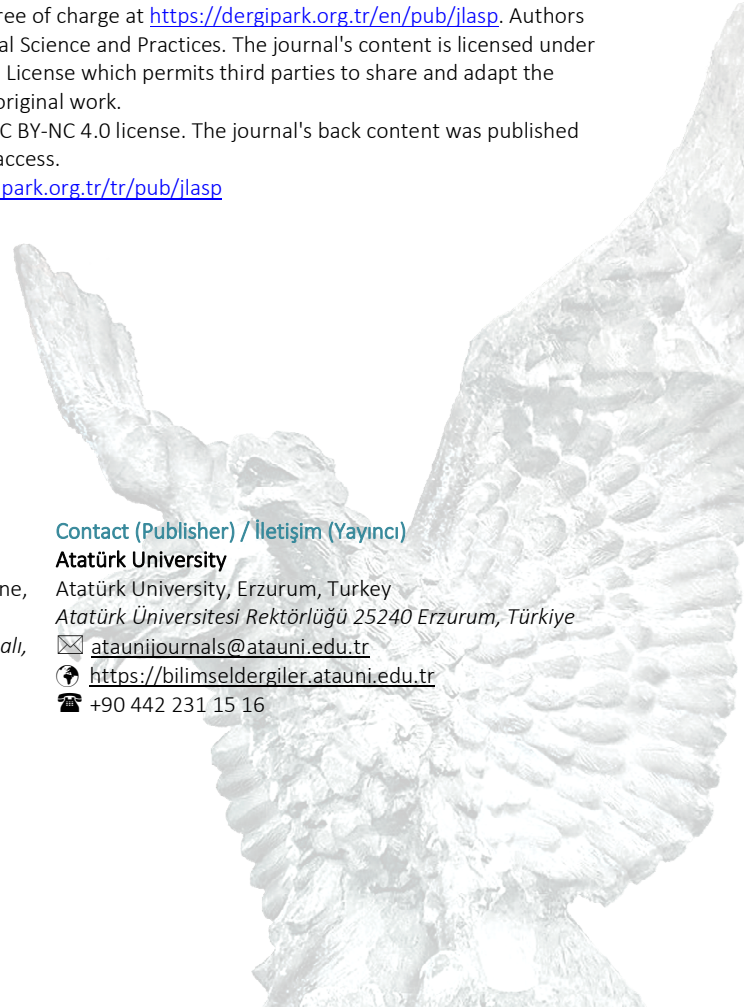 ree of charge at https://dergipark.org.tr/en/pub/jlasp. Authors
al Science and Practices. The journal's content is licensed under
License which permits third parties to share and adapt the
original work.
C BY-NC 4.0 license. The journal's back content was published
access.
park.org.tr/tr/pub/jlasp
Contact (Publisher) / İletişim (Yayıncı)
Atatürk University
ne, Atatürk University, Erzurum, Turkey
Atatürk Üniversitesi Rektörlüğü 25240 Erzurum, Türkiye
alı, ataunijournals@atauni.edu.tr
https://bilimseldergiler.atauni.edu.tr
+90 442 231 15 16